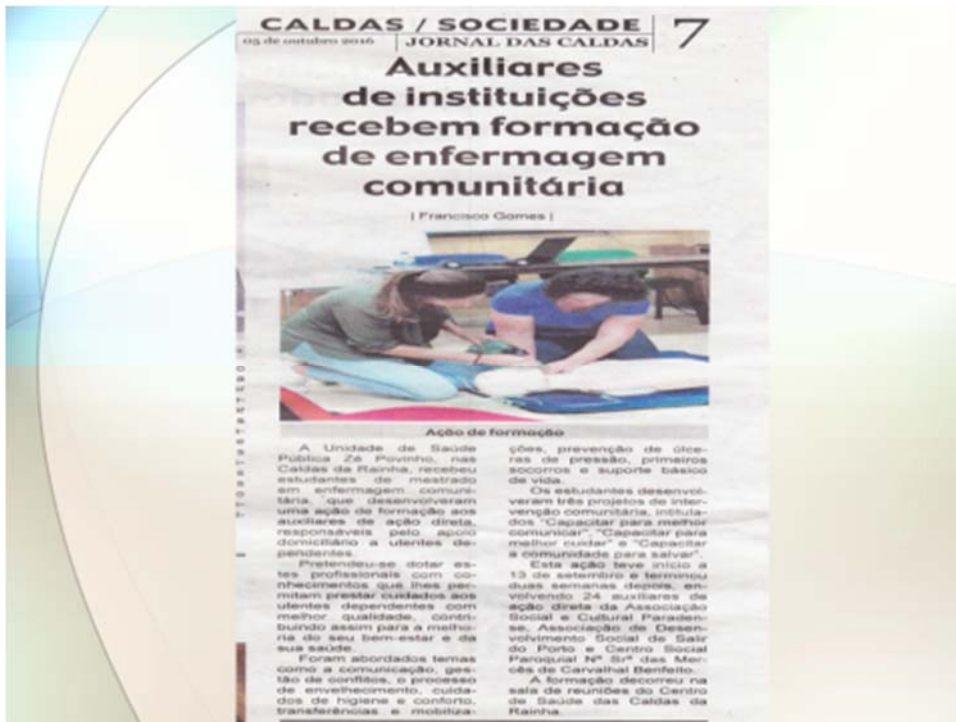 CALDAS / SOCIEDADE
7
05 de outubro 2016
JORNAL DAS CALDAS
Auxiliares
de instituições
recebem formação
de enfermagem
comunitária
| Francisco Gomes |
Ação de formação
A Unidade de Saúde
Pública Zé Povinho, nas
Caldas da Rainha, recebeu
estudantes de mestrado
em enfermagem comuni-
tária, que desenvolveram
uma ação de formação aos
auxiliares de ação direta,
responsáveis pelo apoio
domiciliário a utentes de-
pendentes.
Pretendeu-se dotar es-
tes profissionais com co-
nhecimentos que lhes per-
mitam prestar cuidados aos
utentes dependentes com
melhor qualidade, contri-
buindo assim para a melho-
ria do seu bem-estar e da
sua saúde.
Foram abordados temas
como a comunicação, ges-
tão de conflitos, o processo
de envelhecimento, cuida-
dos de higiene e conforto,
transferências e mobiliza-
ções, prevenção de úlce-
ras de pressão, primeiros
socorros e suporte básico
de vida.
Os estudantes desenvol-
veram três projetos de inter-
venção comunitária, intitula-
dos "Capacitar para melhor
comunicar", "Capacitar para
melhor cuidar" e "Capacitar
a comunidade para salvar".
Esta ação teve início a
13 de setembro e terminou
duas semanas depois, en-
volvendo 24 auxiliares de
ação direta da Associação
Social e Cultural Paraden-
se, Associação de Desen-
volvimento Social de Salir
do Porto e Centro Social
Paroquial Nª Srª das Mer-
cês de Carvalhal Benfeito.
A formação decorreu na
sala de reuniões do Centro
de Saúde das Caldas da
Rainha.